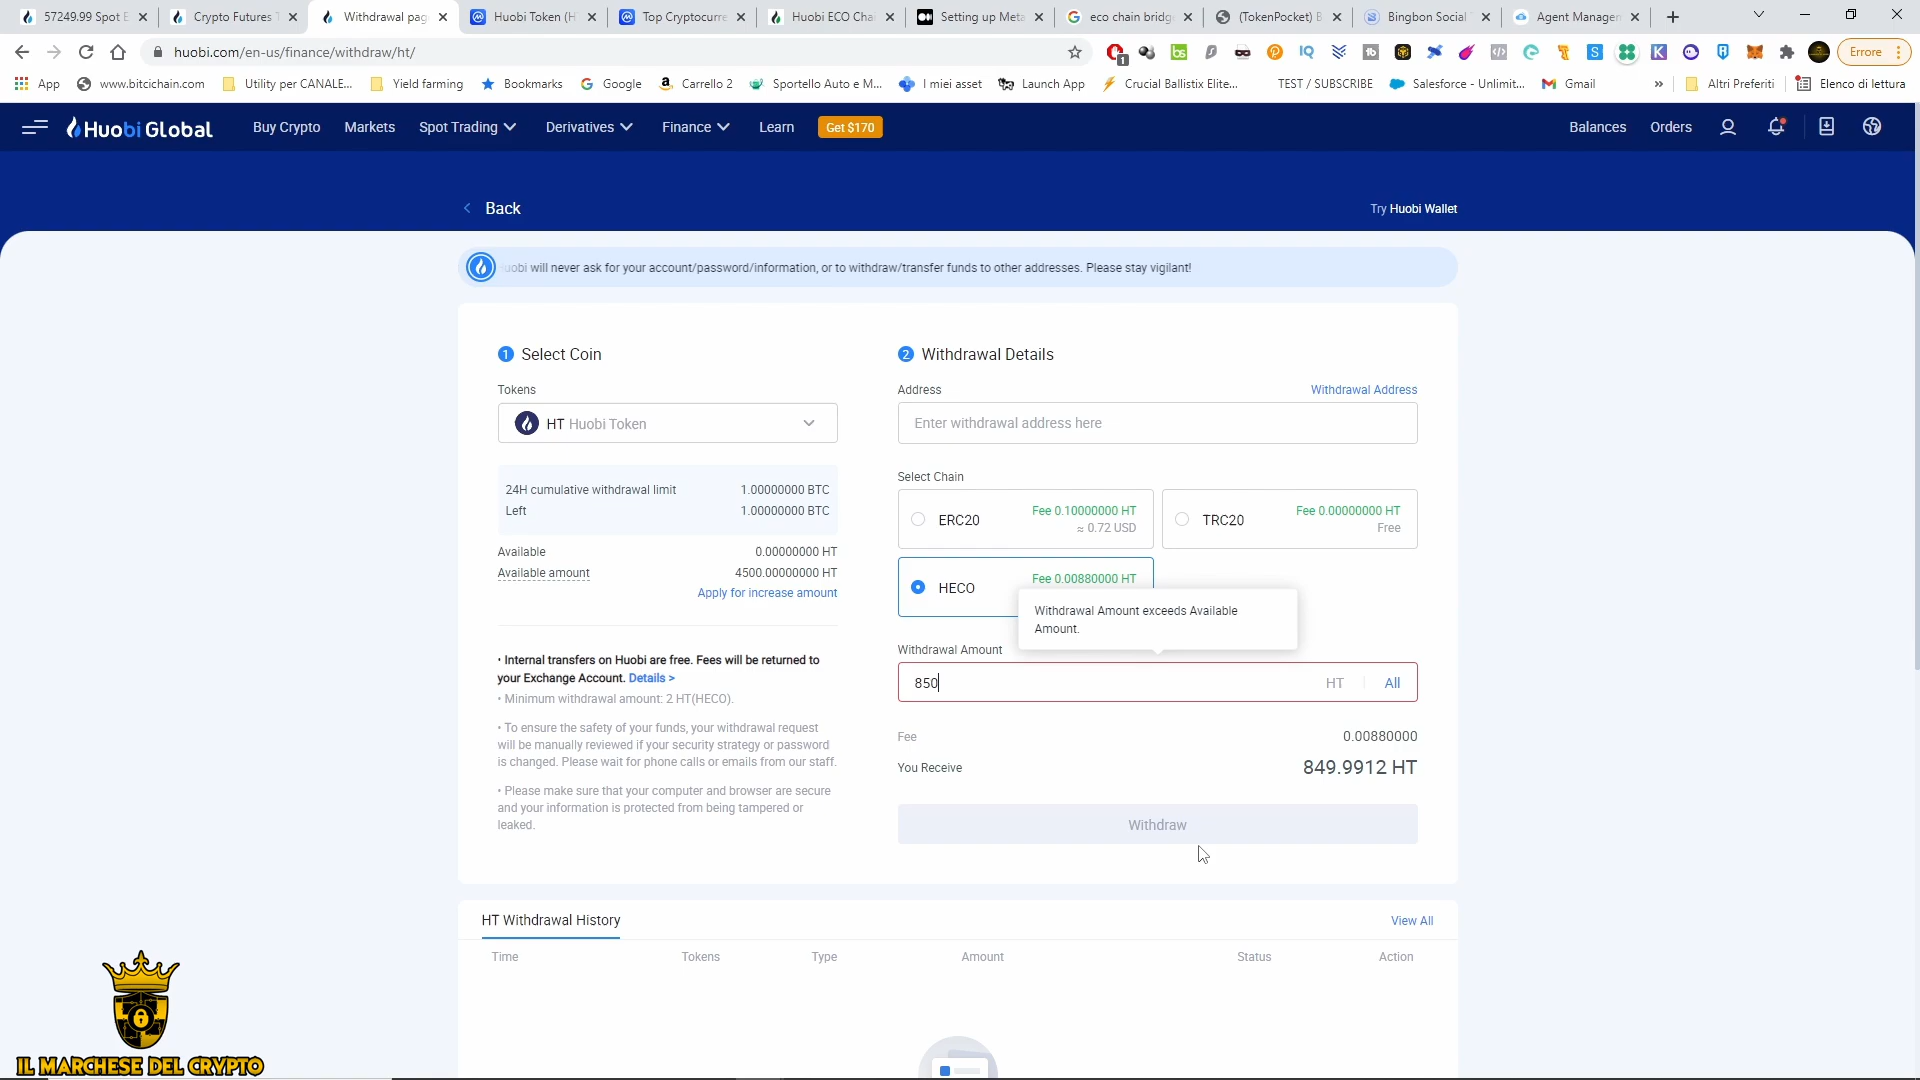 57249.99 Spot E
Crypto Futures T
Withdrawal pag
Huobi Token (H
Top Cryptocurre
Huobi ECO Chai
Setting up Meta
eco chain bridg
(TokenPocket) B
Bingbon Social T
Agent Managen
huobi.com/en-us/finance/withdraw/ht/
Errore
App
www.bitcichain.com
Utility per CANALE...
Yield farming
Bookmarks
Google
Carrello 2
Sportello Auto e M...
I miei asset
Launch App
Crucial Ballistix Elite...
TEST / SUBSCRIBE
Salesforce - Unlimit...
Gmail
»
Altri Preferiti
Elenco di lettura
Huobi Global
Buy Crypto
Markets
Spot Trading
Derivatives
Finance
Learn
Get $170
Balances
Orders
Back
Try Huobi Wallet
uobi will never ask for your account/password/information, or to withdraw/transfer funds to other addresses. Please stay vigilant!
1 Select Coin
Tokens
HT Huobi Token
24H cumulative withdrawal limit 1.00000000 BTC
Left 1.00000000 BTC
Available 0.00000000 HT
Available amount 4500.00000000 HT
Apply for increase amount
• Internal transfers on Huobi are free. Fees will be returned to
your Exchange Account. Details >
• Minimum withdrawal amount: 2 HT(HECO).
• To ensure the safety of your funds, your withdrawal request
will be manually reviewed if your security strategy or password
is changed. Please wait for phone calls or emails from our staff.
• Please make sure that your computer and browser are secure
and your information is protected from being tampered or
leaked.
2 Withdrawal Details
Address Withdrawal Address
Enter withdrawal address here
Select Chain
ERC20 Fee 0.10000000 HT
≈ 0.72 USD
TRC20 Fee 0.00000000 HT
Free
HECO Fee 0.00880000 HT
Withdrawal Amount exceeds Available
Amount.
Withdrawal Amount
850 HT All
Fee 0.00880000
You Receive 849.9912 HT
Withdraw
HT Withdrawal History View All
Time Tokens Type Amount Status Action
IL MARCHESE DEL CRYPTO